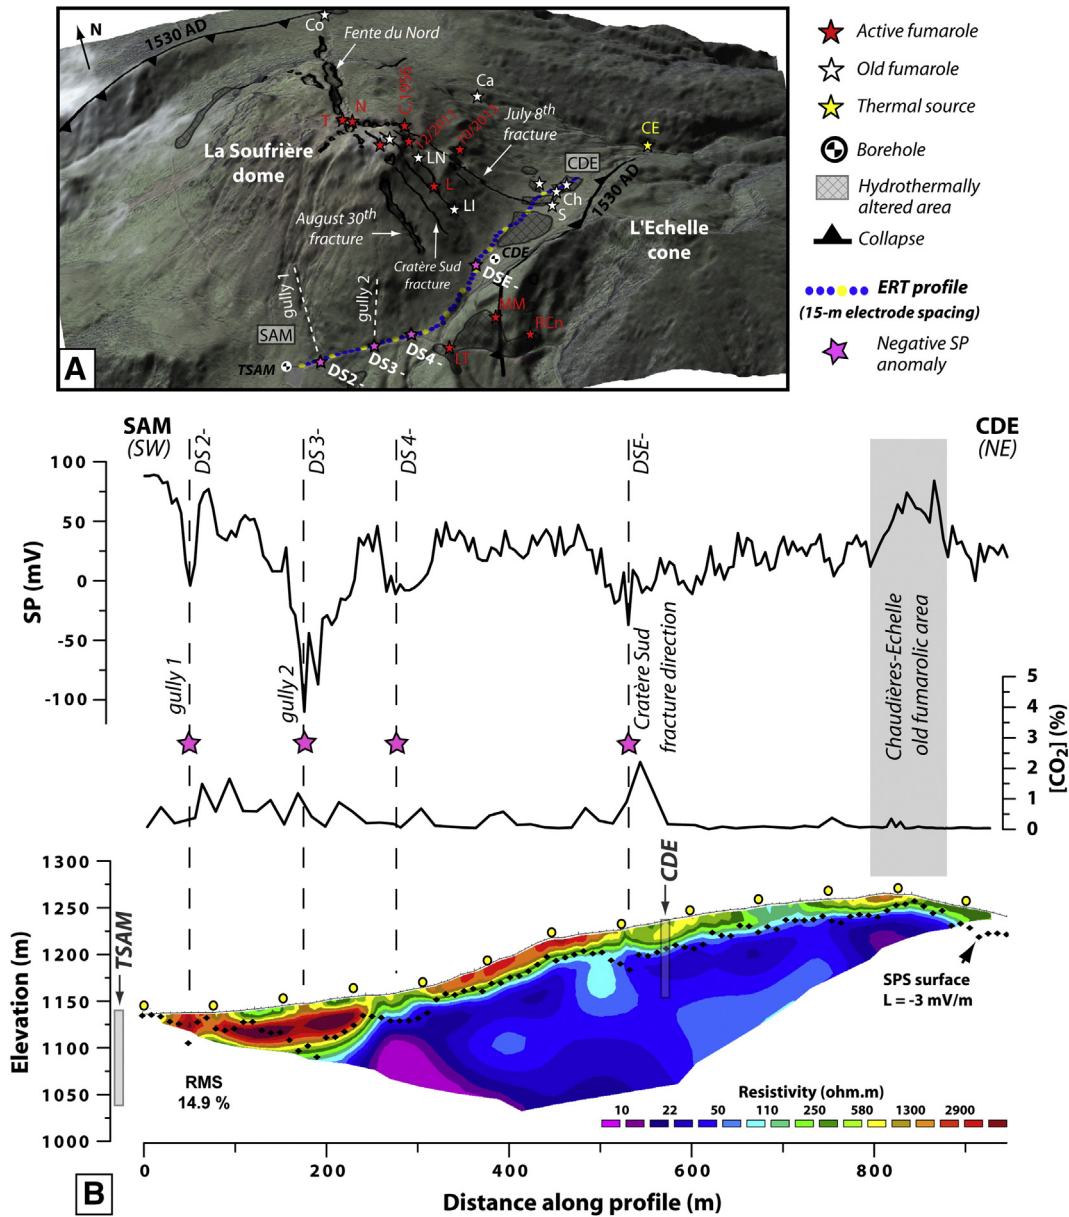 N
1530 AD
Co
Fente du Nord
Ca
T
N
C.1956
12/2011
10/2013
July 8th
fracture
CE
La Soufrière
dome
LN
L
LI
CDE
Ch
S
1530 AD
L'Echelle
cone
August 30th
fracture
Cratère Sud
fracture
CDE
DSE -
gully 1
gully 2
MM
RCn
SAM
DS4 -
DS3 -
LT
TSAM
DS2 -
A
Active fumarole
Old fumarole
Thermal source
Borehole
Hydrothermally
altered area
Collapse
ERT profile
(15-m electrode spacing)
Negative SP
anomaly
SAM
(SW)
DS2-
DS3-
DS4-
DSE-
CDE
(NE)
SP (mV)
100
50
0
-50
-100
gully 1
gully 2
Cratère Sud
fracture direction
Chaudières-Echelle
old fumarolic area
5
4
3
2
1
0
[CO2] (%)
Elevation (m)
1300
1250
1200
1150
1100
1050
1000
TSAM
CDE
SPS surface
L = -3 mV/m
RMS
14.9 %
Resistivity (ohm.m)
10 22 50 110 250 580 1300 2900
0 200 400 600 800
Distance along profile (m)
B